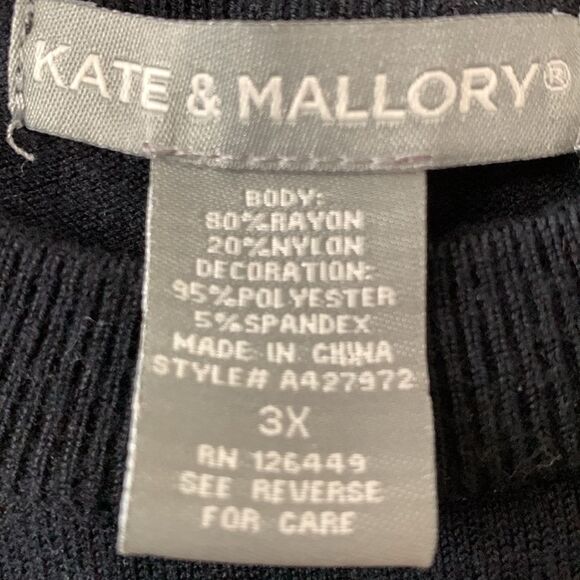 KATE & MALLORY®
BODY:
80%RAYON
20%NYLON
DECORATION:
95%POLYESTER
5%SPANDEX
MADE IN CHINA
STYLE# A427972
3X
RN 126449
SEE REVERSE
FOR CARE